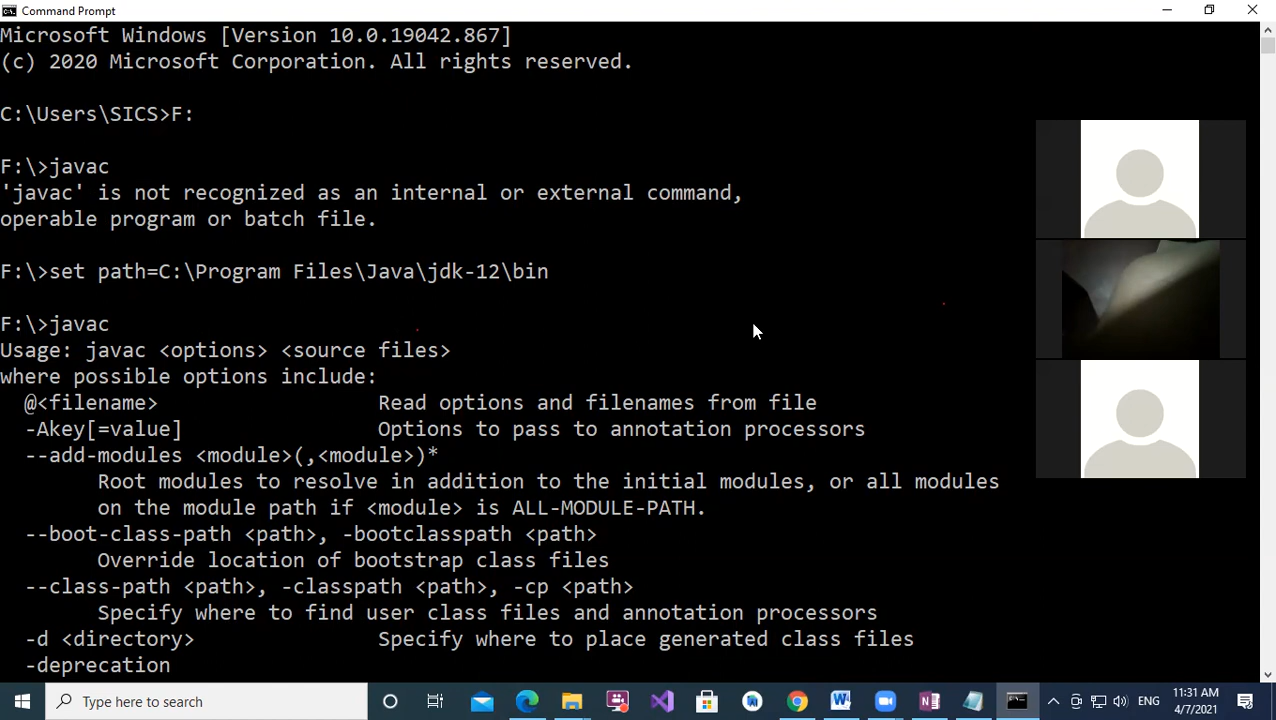 Command Prompt
Microsoft Windows [Version 10.0.19042.867]
(c) 2020 Microsoft Corporation. All rights reserved.
C:\Users\SICS>F:
F:\>javac
'javac' is not recognized as an internal or external command,
operable program or batch file.
F:\>set path=C:\Program Files\Java\jdk-12\bin
F:\>javac
Usage: javac <options> <source files>
where possible options include:
@<filename>                  Read options and filenames from file
-Akey[=value]                Options to pass to annotation processors
--add-modules <module>(,<module>)*
Root modules to resolve in addition to the initial modules, or all modules
on the module path if <module> is ALL-MODULE-PATH.
--boot-class-path <path>, -bootclasspath <path>
Override location of bootstrap class files
--class-path <path>, -classpath <path>, -cp <path>
Specify where to find user class files and annotation processors
-d <directory>               Specify where to place generated class files
-deprecation
Type here to search
ENG
11:31 AM
4/7/2021